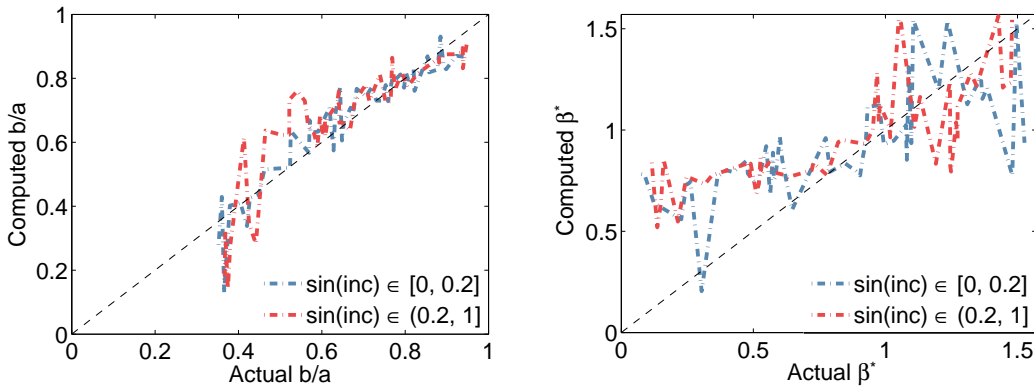 1
0.8
0.6
0.4
0.2
0
0
0.2
0.4
0.6
0.8
1
Computed b/a
Actual b/a
sin(inc) ∈ [0, 0.2]
sin(inc) ∈ (0.2, 1]
1.5
1
0.5
0
0
0.5
1
1.5
Computed β*
Actual β*
sin(inc) ∈ [0, 0.2]
sin(inc) ∈ (0.2, 1]